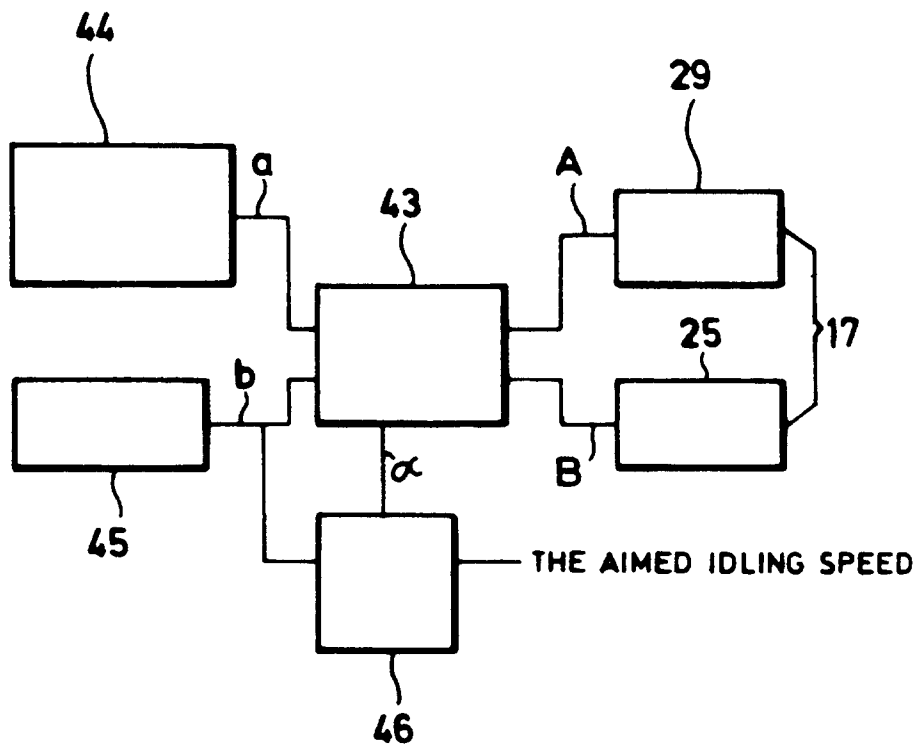 44
29
a
A
43
25
17
b
B
α
45
THE AIMED IDLING SPEED
46